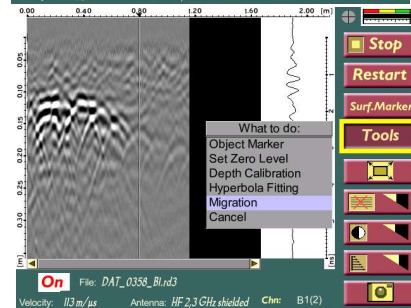 0.00 0.40 0.80 1.20 1.60 2.00 [m]
0.05
0.10
0.15
0.20
0.25
0.10
[m]
2
[ns]
Stop
Restart
Surf.Marker
Tools
What to do:
Object Marker
Set Zero Level
Depth Calibration
Hyperbola Fitting
Migration
Cancel
On File: DAT_0358_B1.rd3
Velocity: 113 m/µs Antenna: HF 2,3 GHz shielded Chn: B1(2)